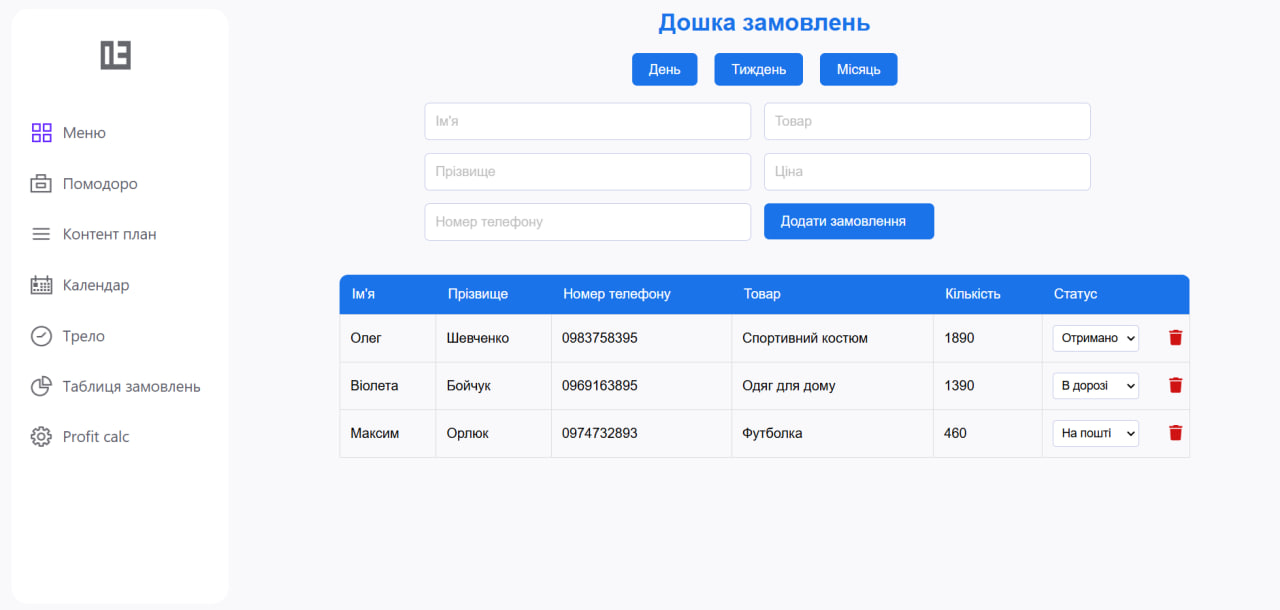 Дошка замовлень
День Тиждень Місяць
Меню
Помодоро
Контент план
Календар
Трело
Таблиця замовлень
Profit calc
Ім'я Товар
Прізвище Ціна
Номер телефону Додати замовлення
Ім'я Прізвище Номер телефону Товар Кількість Статус
Олег Шевченко 0983758395 Спортивний костюм 1890 Отримано
Віолета Бойчук 0969163895 Одяг для дому 1390 В дорозі
Максим Орлюк 0974732893 Футболка 460 На пошті